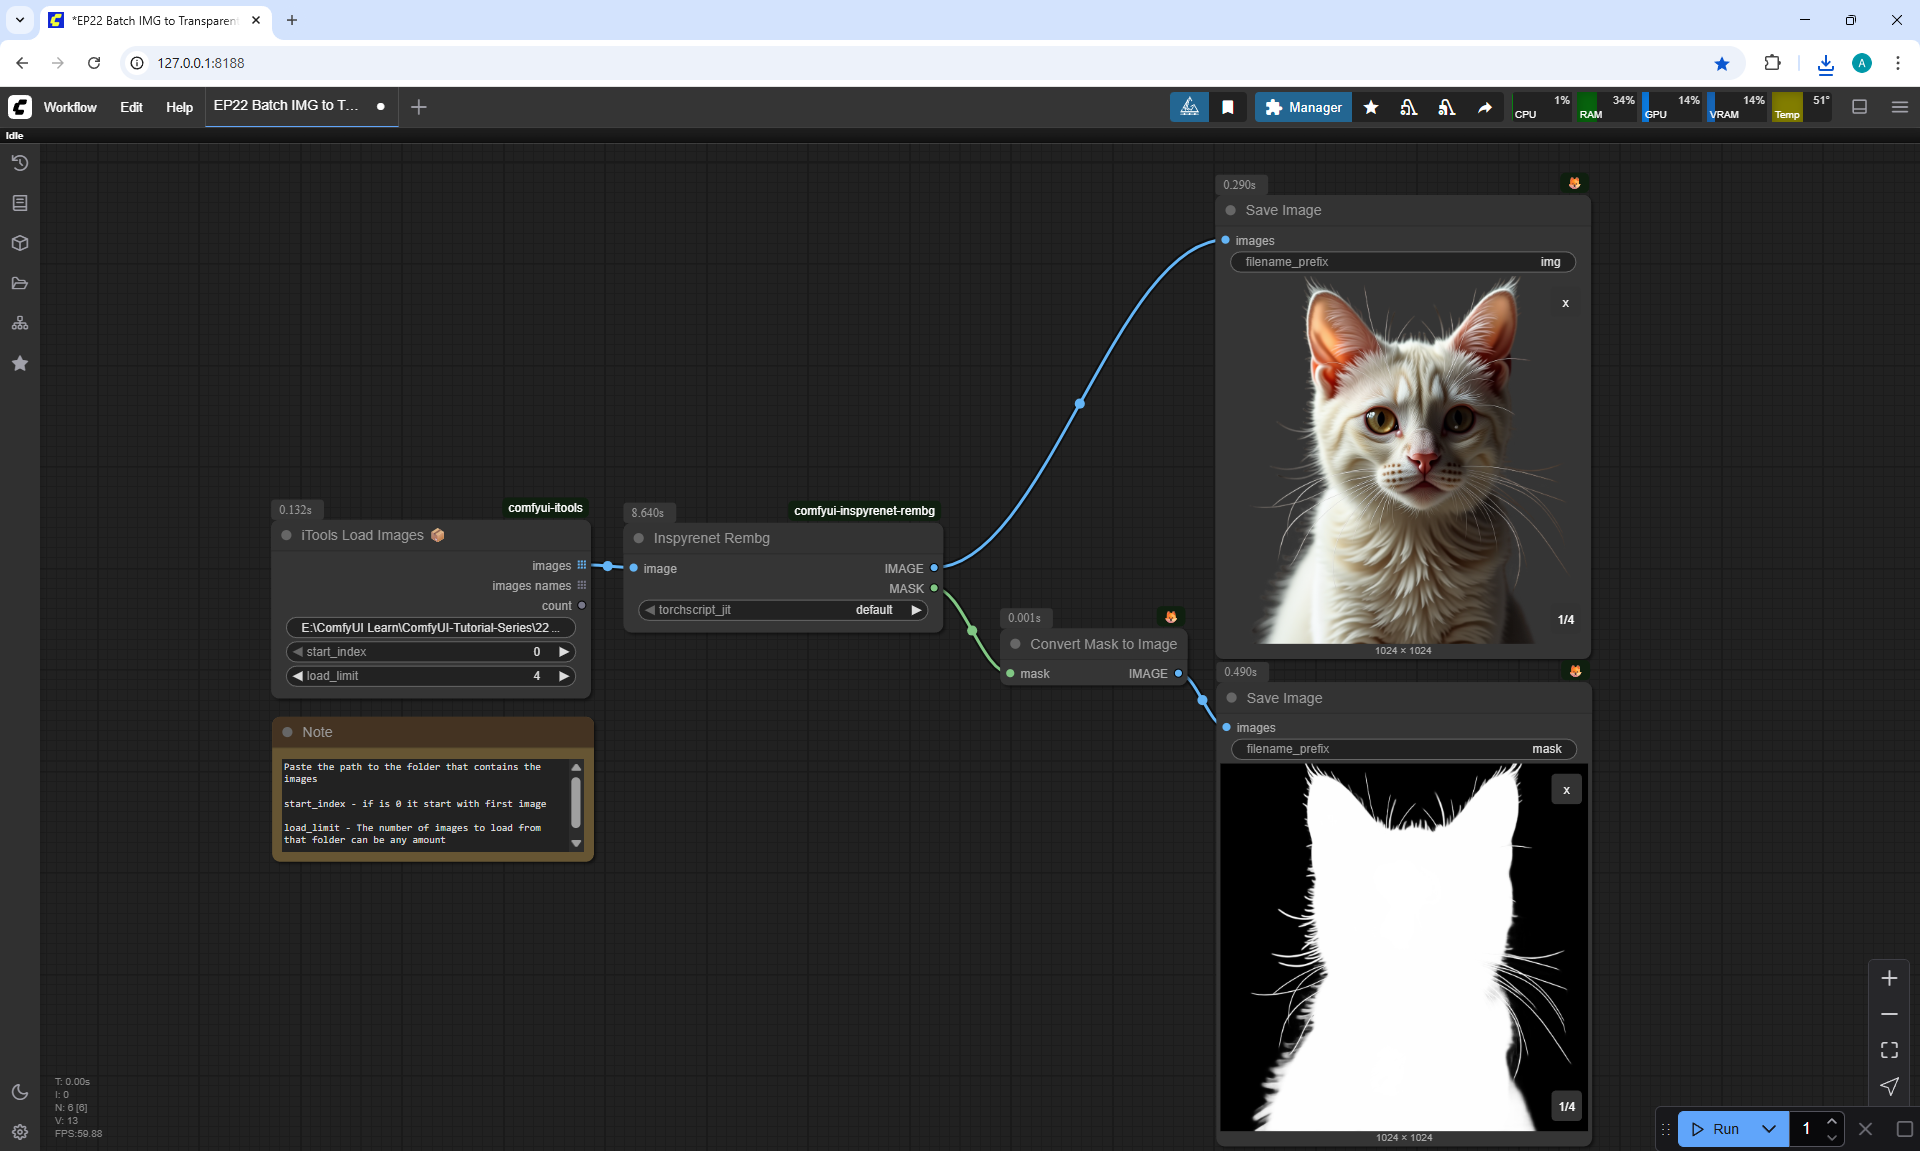 *EP22 Batch IMG to Transparen
127.0.0.1:8188
A
Workflow
Edit
Help
EP22 Batch IMG to T...
Manager
1%
CPU
34%
RAM
14%
GPU
14%
VRAM
51°
Temp
Idle
0.290s
Save Image
images
filename_prefix
img
x
1/4
1024 × 1024
0.132s
comfyui-itools
iTools Load Images
images
images names
count
E:\ComfyUI Learn\ComfyUI-Tutorial-Series\22 ...
start_index
0
load_limit
4
8.640s
comfyui-inspyrenet-rembg
Inspyrenet Rembg
image
IMAGE
MASK
torchscript_jit
default
0.001s
Convert Mask to Image
mask
IMAGE
0.490s
Save Image
images
filename_prefix
mask
x
1/4
1024 × 1024
Note
Paste the path to the folder that contains the
images
start_index - if is 0 it start with first image
load_limit - The number of images to load from
that folder can be any amount
T: 0.00s
I: 0
N: 6 [6]
V: 13
FPS:59.88
Run
1